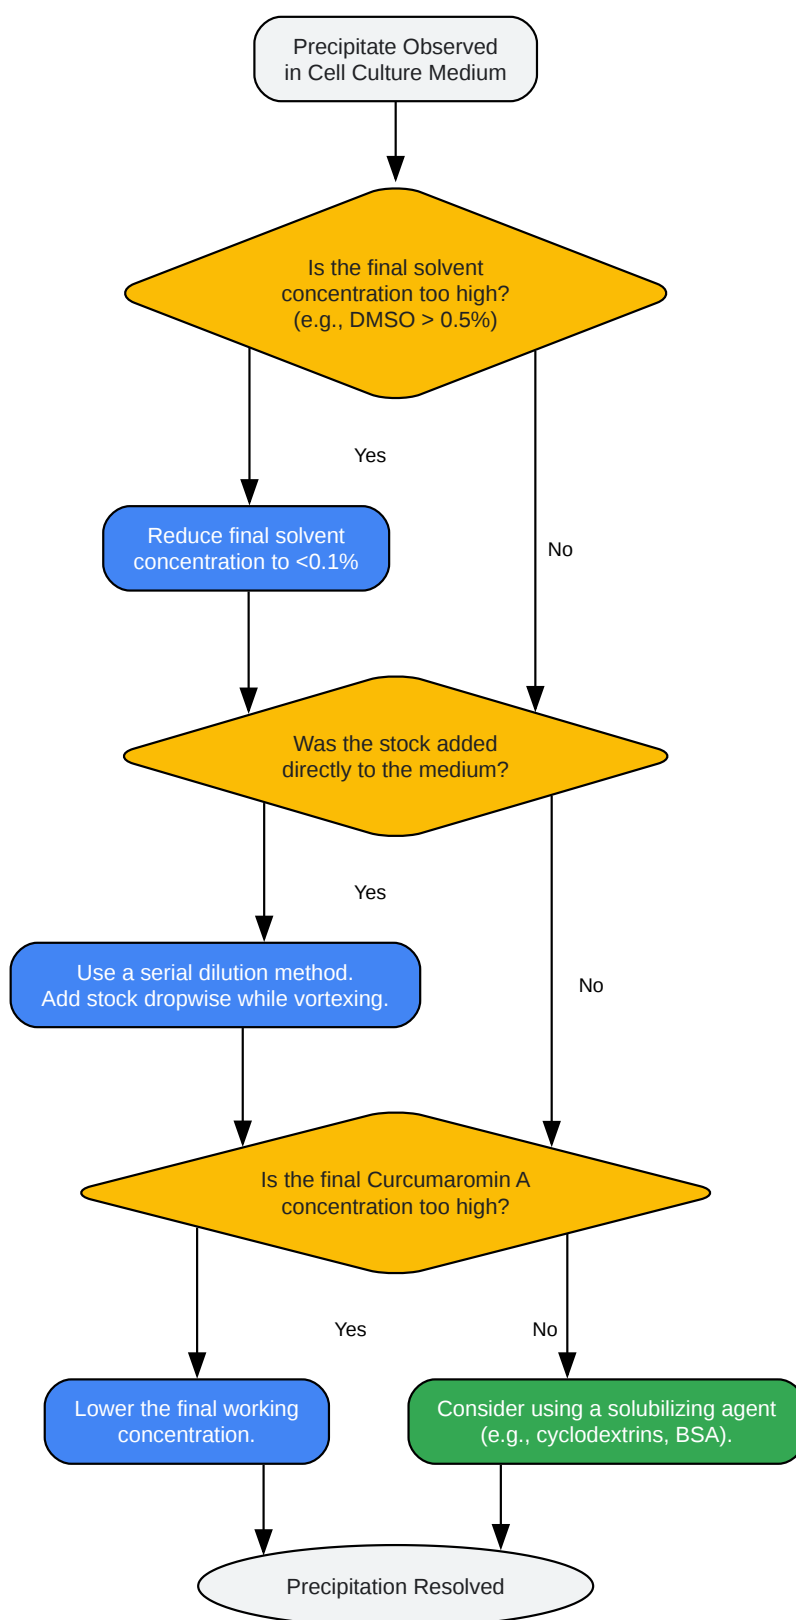 Precipitate Observed
in Cell Culture Medium
Is the final solvent
concentration too high?
(e.g., DMSO > 0.5%)
Yes
Reduce final solvent
concentration to <0.1%
No
Was the stock added
directly to the medium?
Yes
Use a serial dilution method.
Add stock dropwise while vortexing.
No
Is the final Curcumaromin A
concentration too high?
Yes
No
Lower the final working
concentration.
Consider using a solubilizing agent
(e.g., cyclodextrins, BSA).
Precipitation Resolved